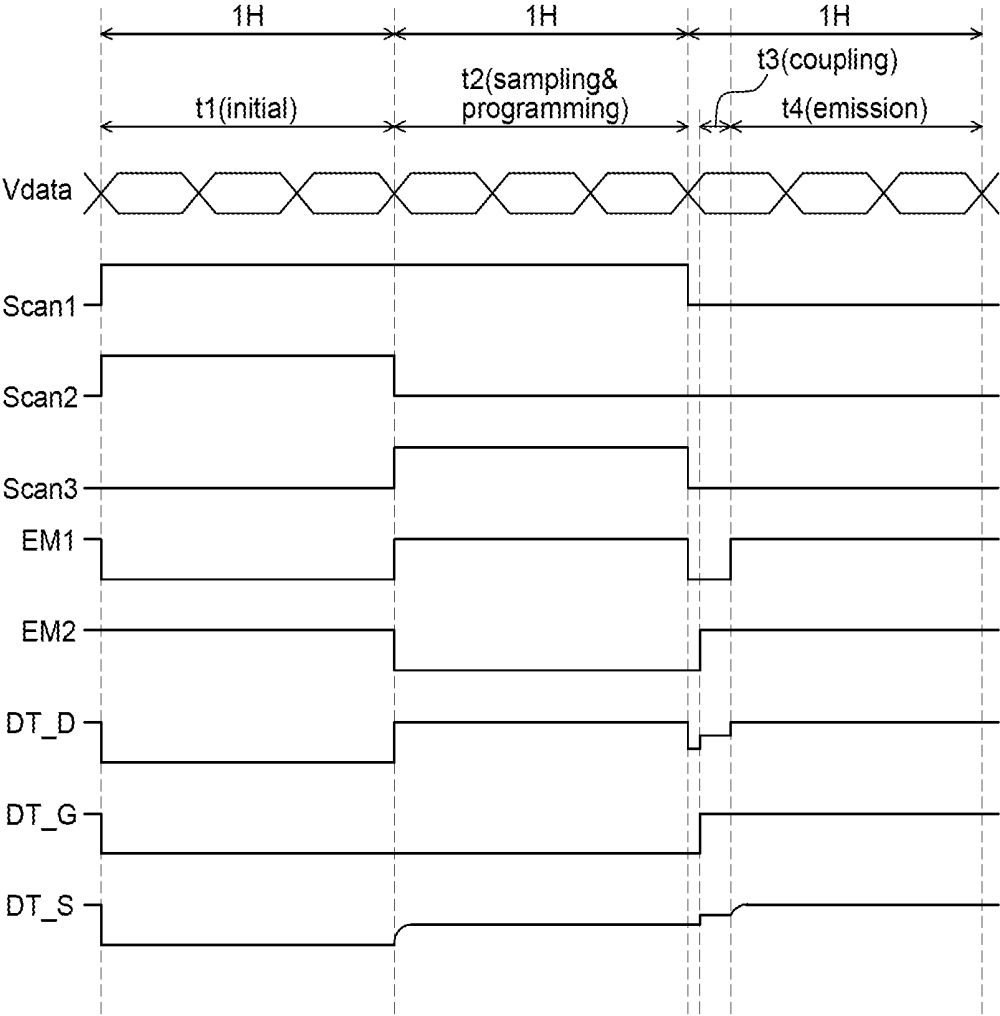 1H 1H 1H
t3(coupling)
t1(initial)
t2(sampling&
programming)
t4(emission)
Vdata
Scan1
Scan2
Scan3
EM1
EM2
DT_D
DT_G
DT_S